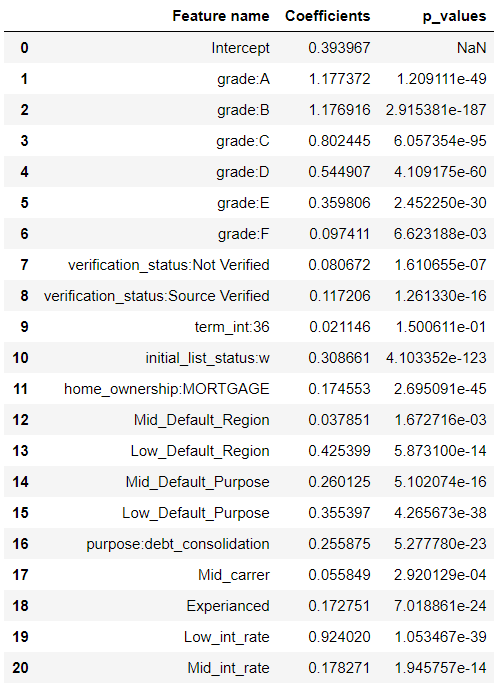 Feature name Coefficients p_values
0 Intercept 0.393967 NaN
1 grade:A 1.177372 1.209111e-49
2 grade:B 1.176916 2.915381e-187
3 grade:C 0.802445 6.057354e-95
4 grade:D 0.544907 4.109175e-60
5 grade:E 0.359806 2.452250e-30
6 grade:F 0.097411 6.623188e-03
7 verification_status:Not Verified 0.080672 1.610655e-07
8 verification_status:Source Verified 0.117206 1.261330e-16
9 term_int:36 0.021146 1.500611e-01
10 initial_list_status:w 0.308661 4.103352e-123
11 home_ownership:MORTGAGE 0.174553 2.695091e-45
12 Mid_Default_Region 0.037851 1.672716e-03
13 Low_Default_Region 0.425399 5.873100e-14
14 Mid_Default_Purpose 0.260125 5.102074e-16
15 Low_Default_Purpose 0.355397 4.265673e-38
16 purpose:debt_consolidation 0.255875 5.277780e-23
17 Mid_carrer 0.055849 2.920129e-04
18 Experianced 0.172751 7.018861e-24
19 Low_int_rate 0.924020 1.053467e-39
20 Mid_int_rate 0.178271 1.945757e-14